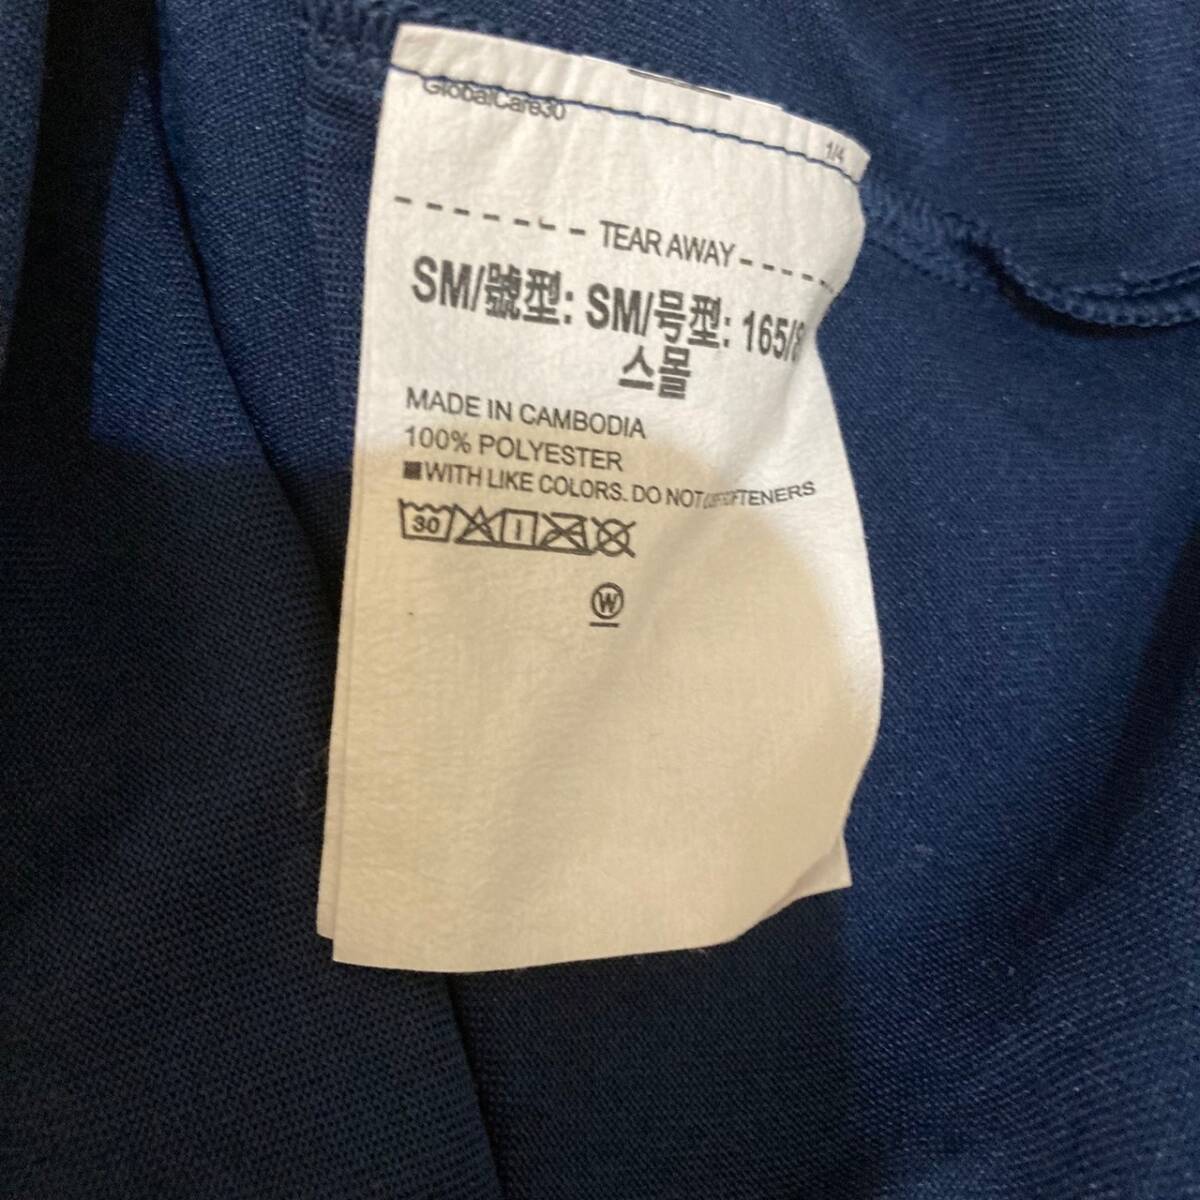 GlobalCare30
1/4
TEAR AWAY
SM/號型: SM/号型: 165/8
스몰
MADE IN CAMBODIA
100% POLYESTER
WITH LIKE COLORS. DO NOT
30
W